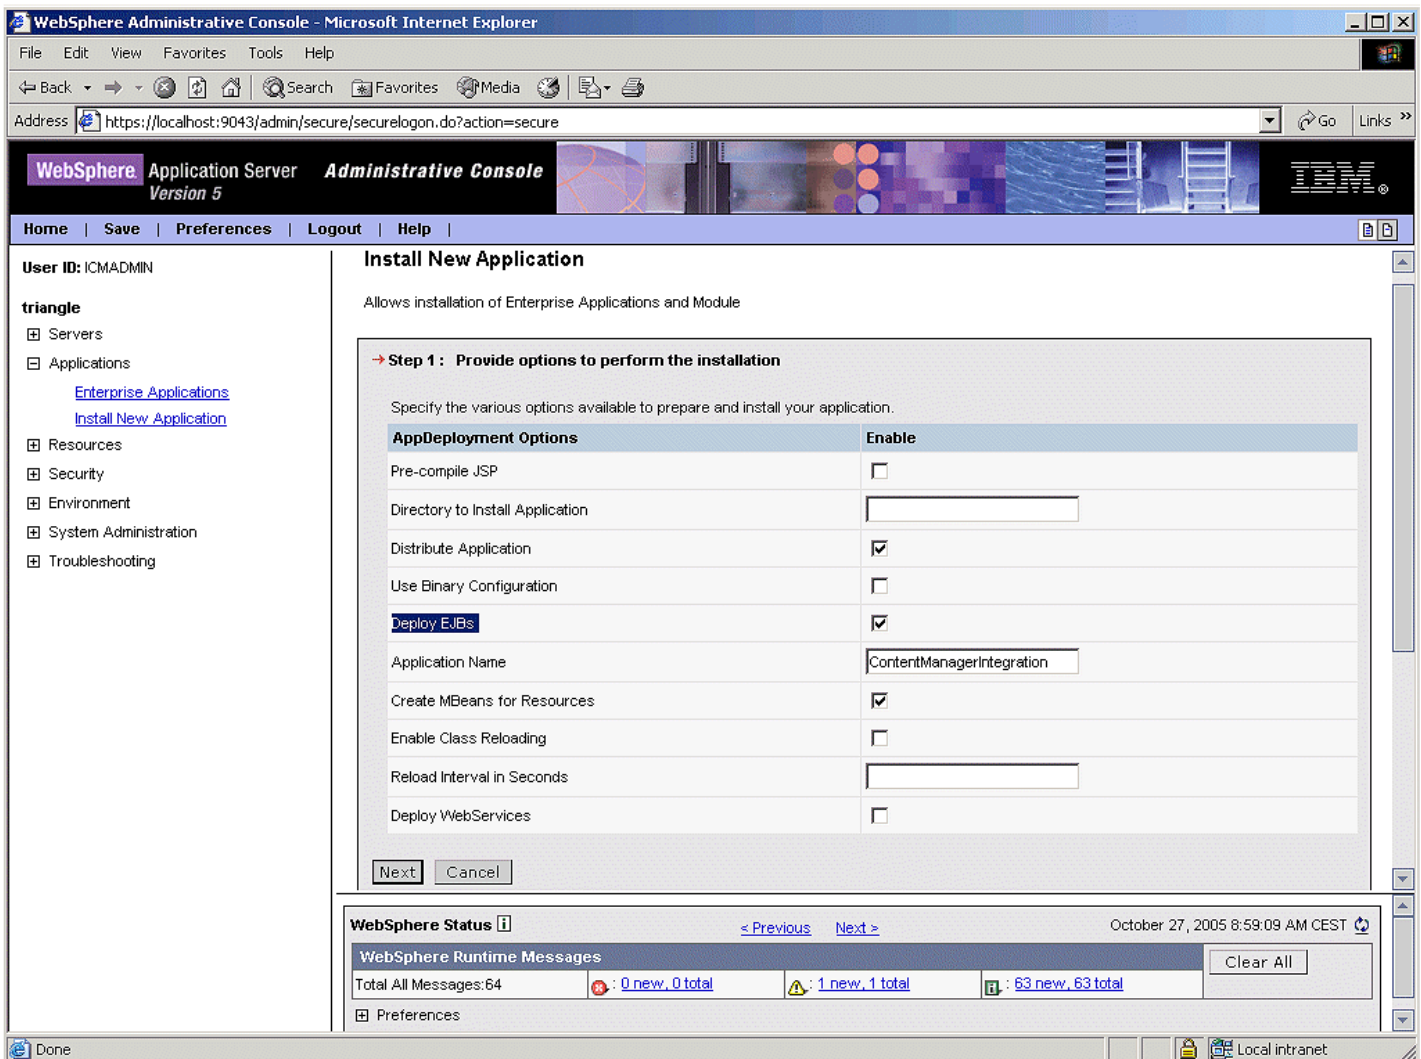 WebSphere Administrative Console - Microsoft Internet Explorer
File Edit View Favorites Tools Help
Back Search Favorites Media
Address https://localhost:9043/admin/secure/securelogon.do?action=secure Go Links »
WebSphere Application Server Administrative Console
Version 5
IBM®
Home | Save | Preferences | Logout | Help |
User ID: ICMADMIN
triangle
Servers
Applications
Enterprise Applications
Install New Application
Resources
Security
Environment
System Administration
Troubleshooting
Install New Application
Allows installation of Enterprise Applications and Module
Step 1 : Provide options to perform the installation
Specify the various options available to prepare and install your application.
AppDeployment Options Enable
Pre-compile JSP
Directory to Install Application
Distribute Application
Use Binary Configuration
Deploy EJBs
Application Name ContentManagerIntegration
Create MBeans for Resources
Enable Class Reloading
Reload Interval in Seconds
Deploy WebServices
Next Cancel
WebSphere Status i < Previous Next > October 27, 2005 8:59:09 AM CEST
WebSphere Runtime Messages Clear All
Total All Messages:64 : 0 new, 0 total : 1 new, 1 total : 63 new, 63 total
Preferences
Done Local intranet